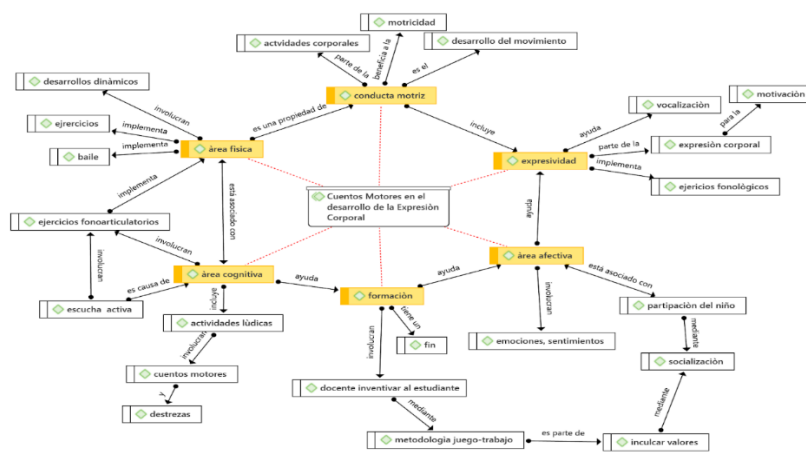 motricidad
actvidades corporales
desarrollo del movimiento
parte de la
beneficia a la
es el
desarrollos dinámicos
conducta motriz
motivación
vocalización
involucran
es una propiedad de
incluye
ayuda
para la
ejrercicios
implementa
área fisica
parte de la
expresión corporal
implementa
baile
expresividad
implementa
ejericios fonológicos
implementa
está asociado con
Cuentos Motores en el
desarrollo de la Expresión
Corporal
ayuda
ejercicios fonoarticulatorios
involucran
área afectiva
involucran
área cognitiva
ayuda
ayuda
está asociado con
es causa de
formación
involucran
escucha activa
incluye
tiene un
partipación del niño
actividades lùdicas
involucran
fin
emociones, sentimientos
mediante
involucran
socialización
cuentos motores
docente inventivar al estudiante
y
mediante
mediante
destrezas
metodologia juego-trabajo
es parte de
inculcar valores